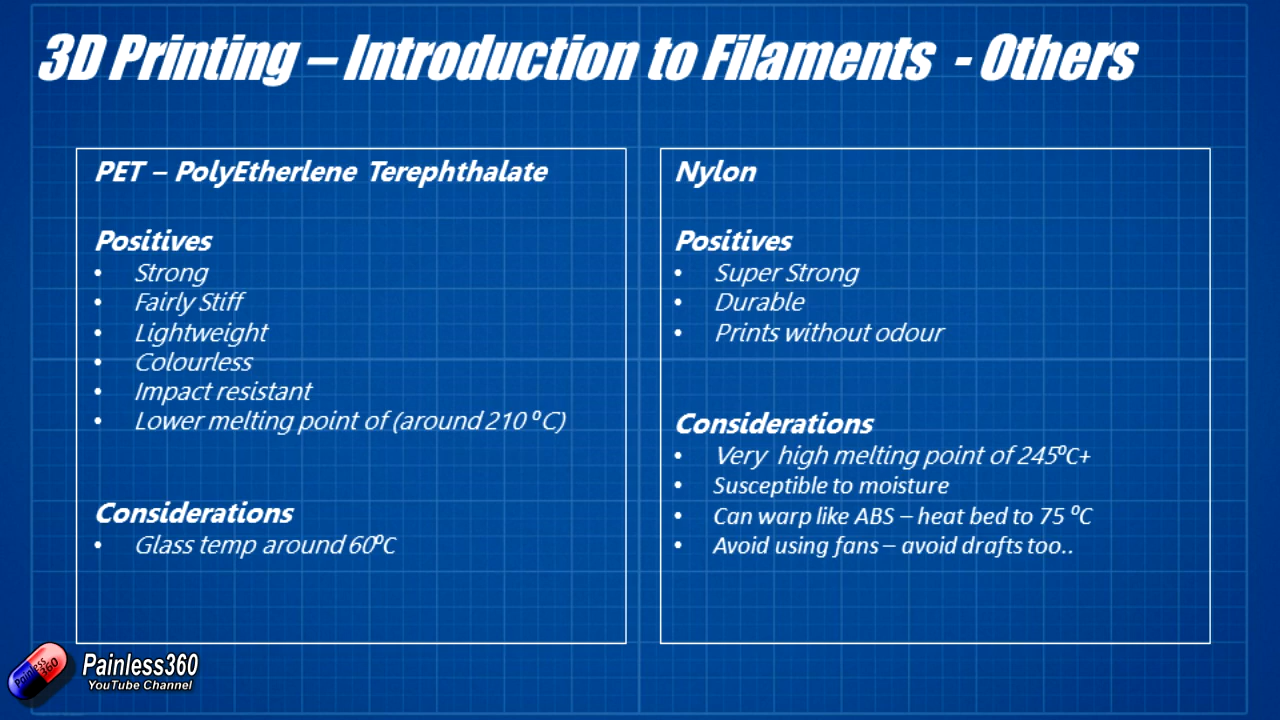 3D Printing – Introduction to Filaments - Others
PET – PolyEtherlene Terephthalate
Positives
• Strong
• Fairly Stiff
• Lightweight
• Colourless
• Impact resistant
• Lower melting point of (around 210 ºC)
Considerations
• Glass temp around 60ºC
Nylon
Positives
• Super Strong
• Durable
• Prints without odour
Considerations
• Very high melting point of 245ºC+
• Susceptible to moisture
• Can warp like ABS – heat bed to 75 ºC
• Avoid using fans – avoid drafts too..
Painless
360
Painless360
YouTube Channel